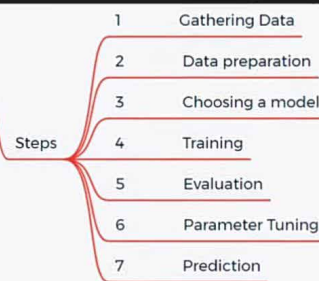 1 Gathering Data
2 Data preparation
3 Choosing a model
Steps
4 Training
5 Evaluation
6 Parameter Tuning
7 Prediction